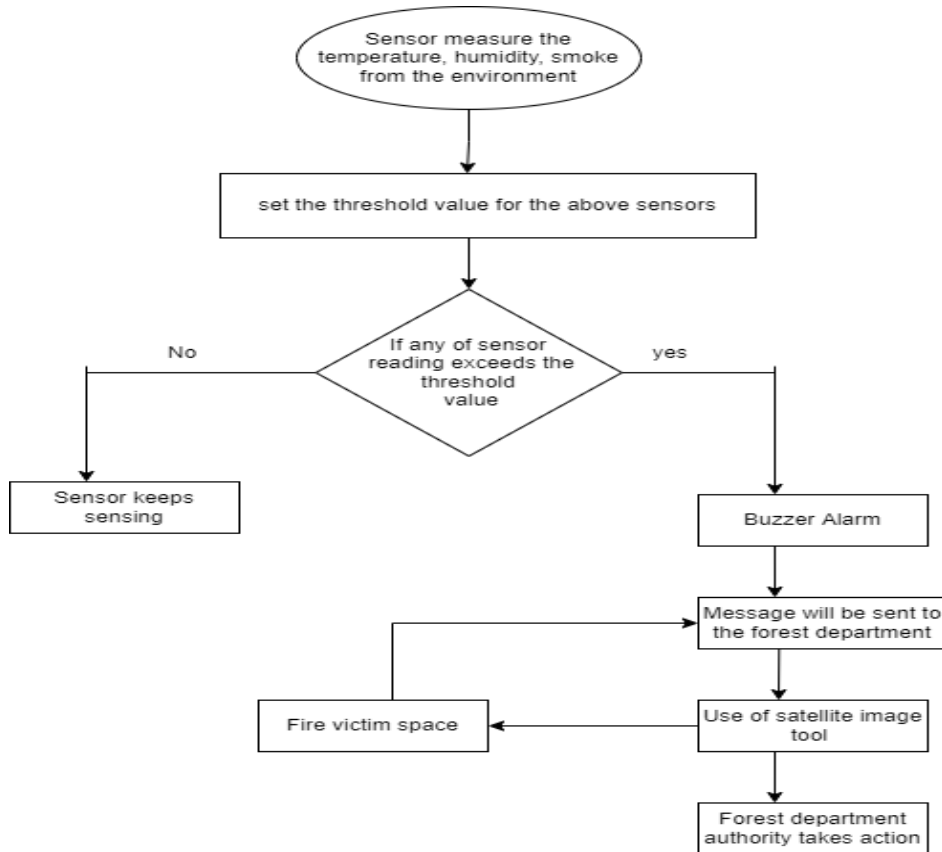 Sensor measure the
temperature, humidity, smoke
from the environment
set the threshold value for the above sensors
If any of sensor
reading exceeds the
threshold
value
No
yes
Sensor keeps
sensing
Buzzer Alarm
Message will be sent to
the forest department
Fire victim space
Use of satellite image
tool
Forest department
authority takes action